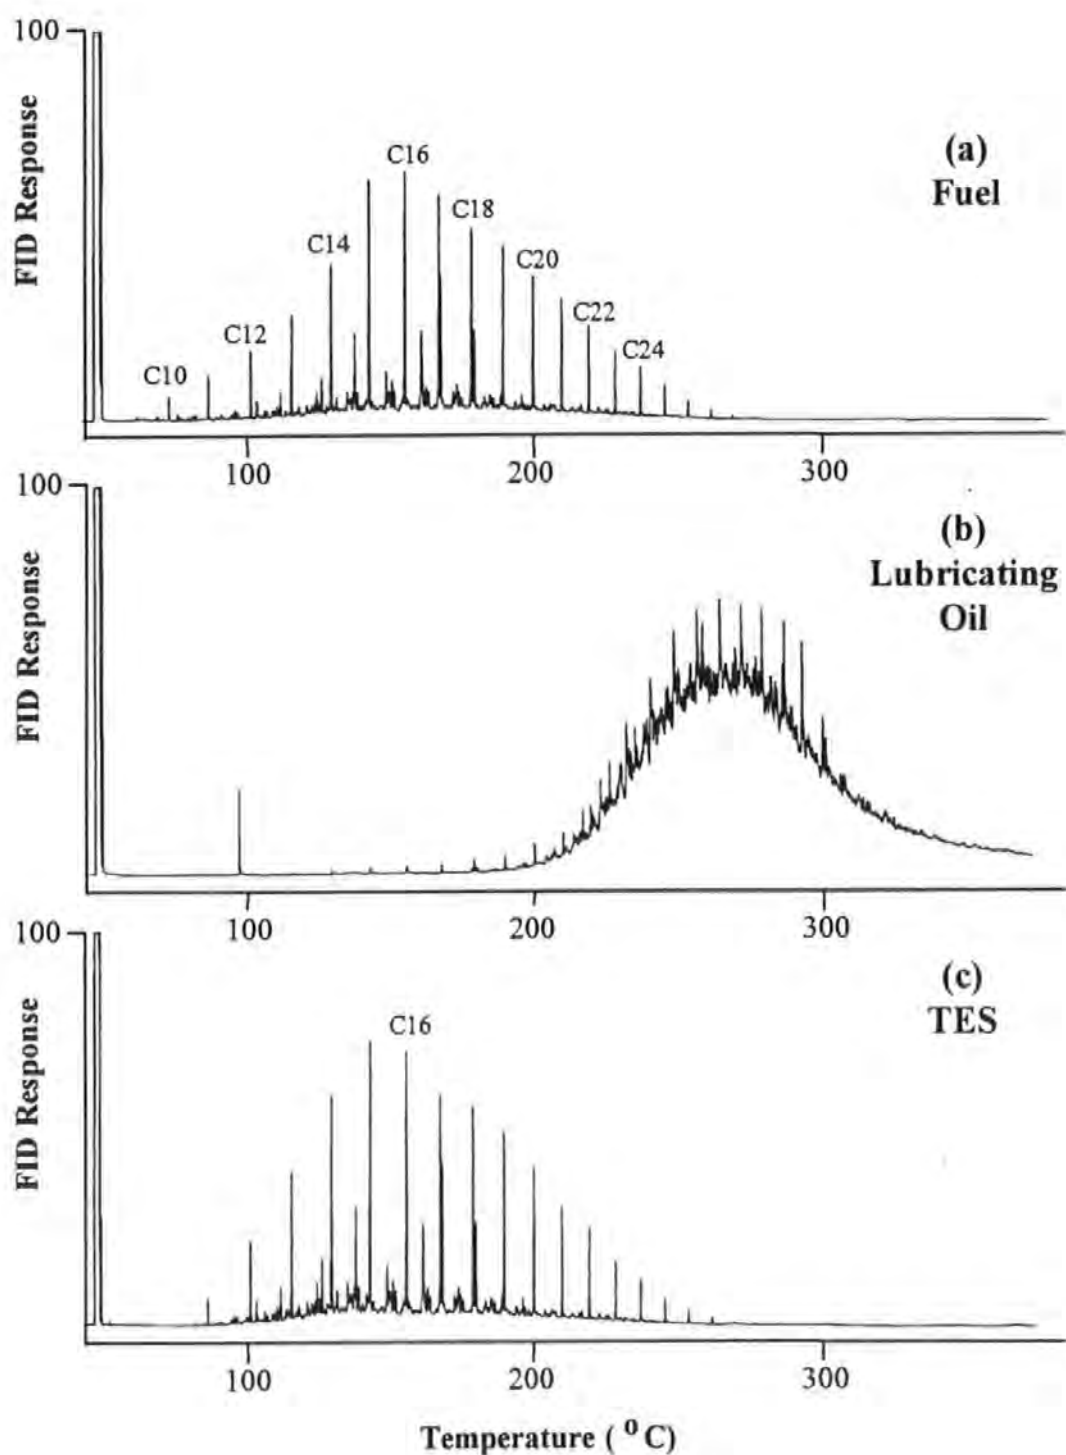 100
FID Response
(a)
Fuel
C10
C12
C14
C16
C18
C20
C22
C24
100
200
300
100
FID Response
(b)
Lubricating
Oil
100
200
300
100
FID Response
(c)
TES
C16
100
200
300
Temperature ( °C)